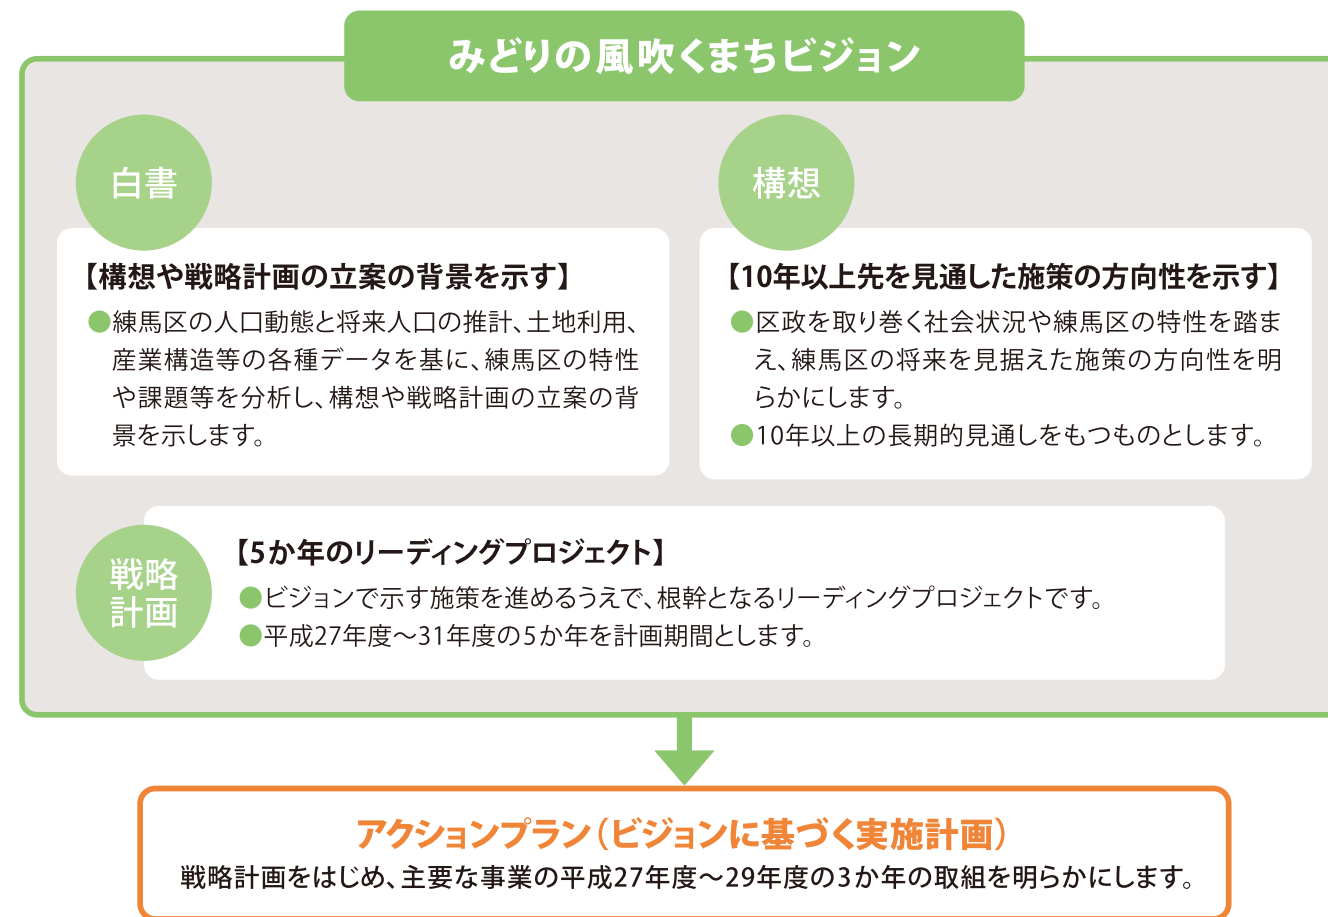 みどりの風吹くまちビジョン
白書
【構想や戦略計画の立案の背景を示す】
●練馬区の人口動態と将来人口の推計、土地利用、
産業構造等の各種データを基に、練馬区の特性
や課題等を分析し、構想や戦略計画の立案の背
景を示します。
構想
【10年以上先を見通した施策の方向性を示す】
●区政を取り巻く社会状況や練馬区の特性を踏ま
え、練馬区の将来を見据えた施策の方向性を明
らかにします。
●10年以上の長期的見通しをもつものとします。
戦略
計画
【5か年のリーディングプロジェクト】
●ビジョンで示す施策を進めるうえで、根幹となるリーディングプロジェクトです。
●平成27年度～31年度の5か年を計画期間とします。
アクションプラン（ビジョンに基づく実施計画）
戦略計画をはじめ、主要な事業の平成27年度～29年度の3か年の取組を明らかにします。